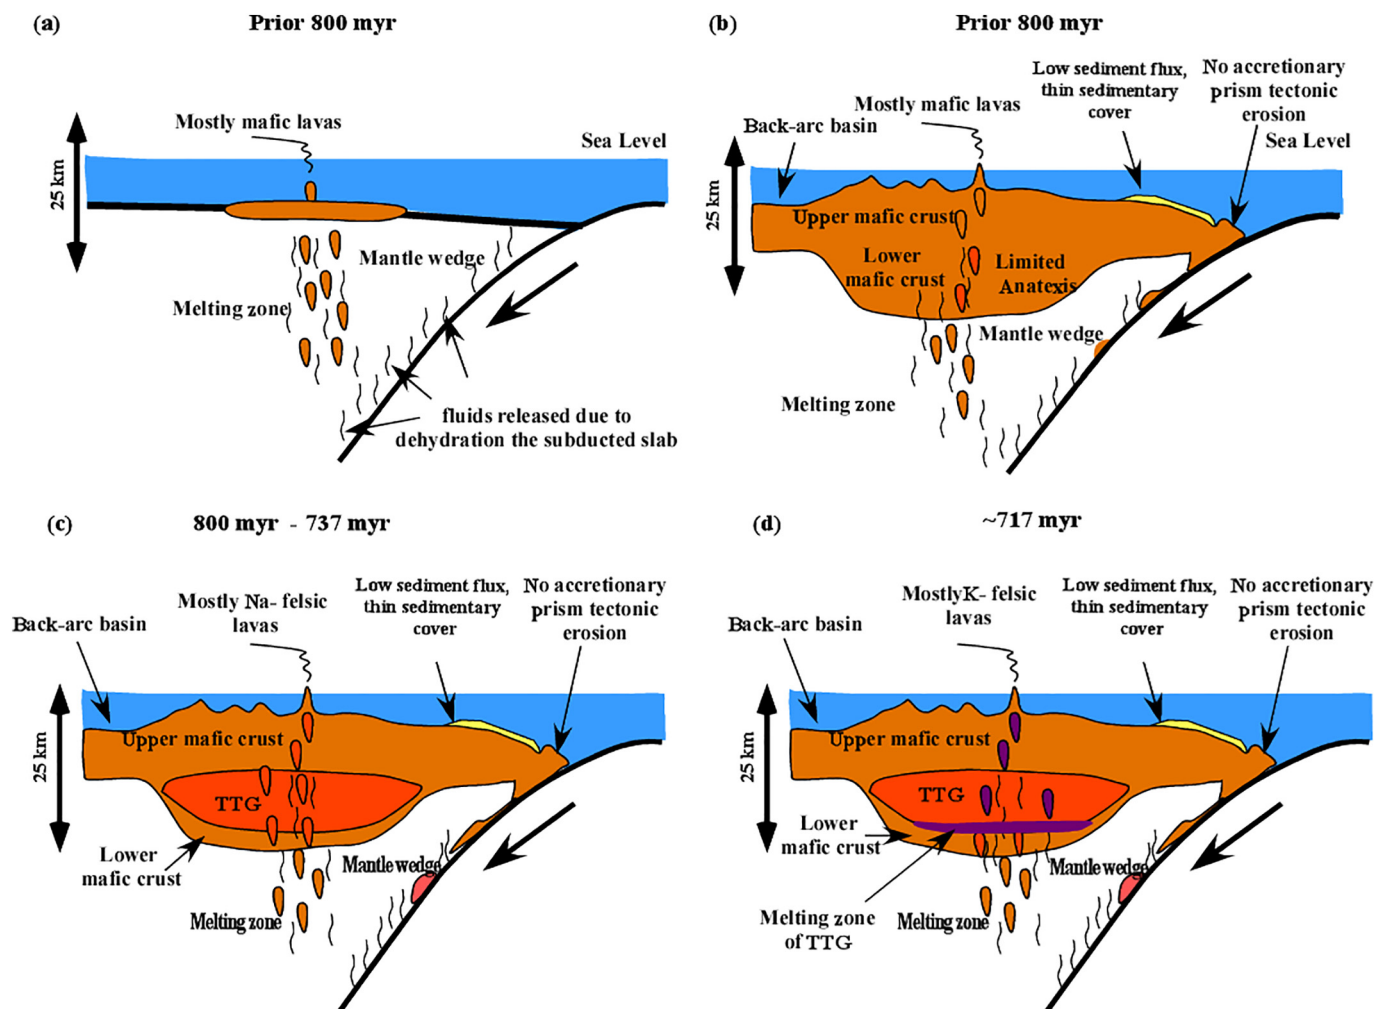 (a)
Prior 800 myr
Mostly mafic lavas
Sea Level
25 km
Mantle wedge
Melting zone
fluids released due to
dehydration the subducted slab
(b)
Prior 800 myr
Low sediment flux,
thin sedimentary
cover
No accretionary
prism tectonic
erosion
Mostly mafic lavas
Back-arc basin
Sea Level
25 km
Upper mafic crust
Lower
mafic crust
Limited
Anatexis
Mantle wedge
Melting zone
(c)
800 myr - 737 myr
Mostly Na- felsic
lavas
Low sediment flux,
thin sedimentary
cover
No accretionary
prism tectonic
erosion
Back-arc basin
25 km
Upper mafic crust
TTG
Lower
mafic crust
Mantle wedge
Melting zone
(d)
~717 myr
MostlyK- felsic
lavas
Low sediment flux,
thin sedimentary
cover
No accretionary
prism tectonic
erosion
Back-arc basin
25 km
Upper mafic crust
TTG
Lower
mafic crust
Mantle wedge
Melting zone
of TTG
Melting zone